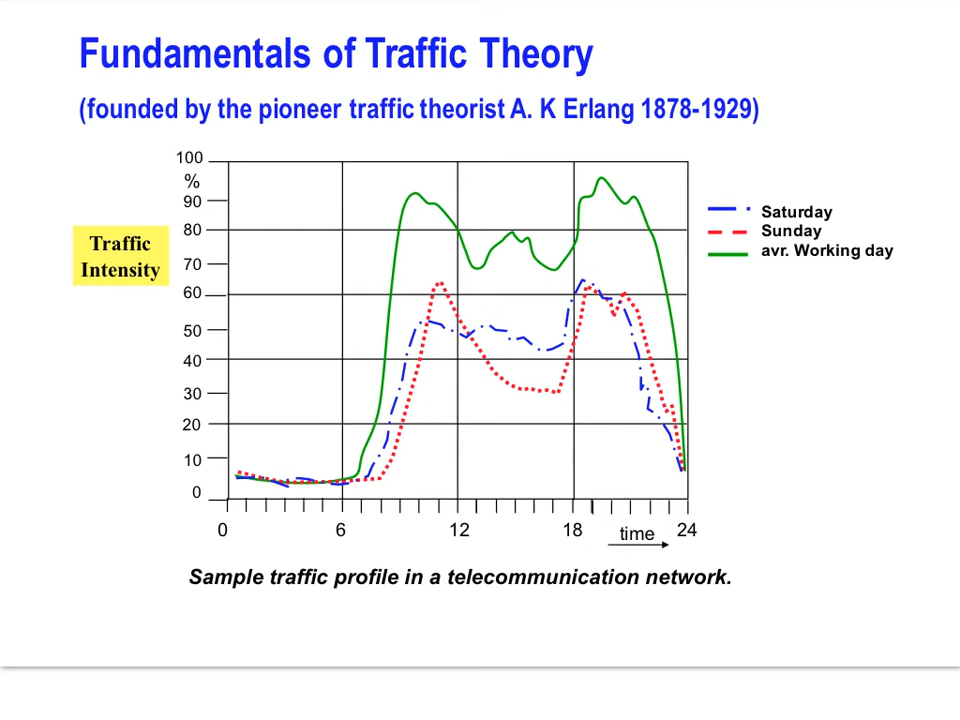 Fundamentals of Traffic Theory
(founded by the pioneer traffic theorist A. K Erlang 1878-1929)
100
%
90
80
70
60
50
40
30
20
10
0
Traffic
Intensity
Saturday
Sunday
avr. Working day
0 6 12 18 time 24
Sample traffic profile in a telecommunication network.